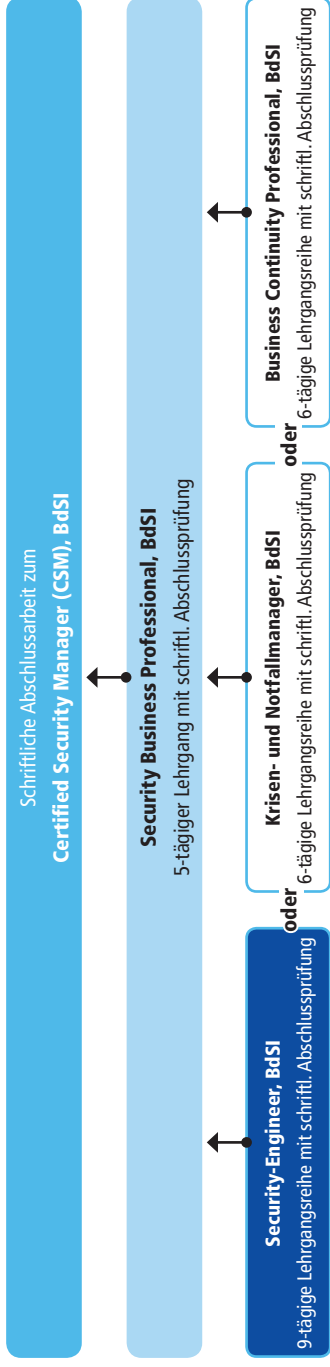 Schriftliche Abschlussarbeit zum
Certified Security Manager (CSM), BdSI
Security Business Professional, BdSI
5-tägiger Lehrgang mit schriftl. Abschlussprüfung
Security-Engineer, BdSI
9-tägige Lehrgangsreihe mit schriftl. Abschlussprüfung
oder
Krisen- und Notfallmanager, BdSI
6-tägige Lehrgangsreihe mit schriftl. Abschlussprüfung
oder
Business Continuity Professional, BdSI
6-tägige Lehrgangsreihe mit schriftl. Abschlussprüfung